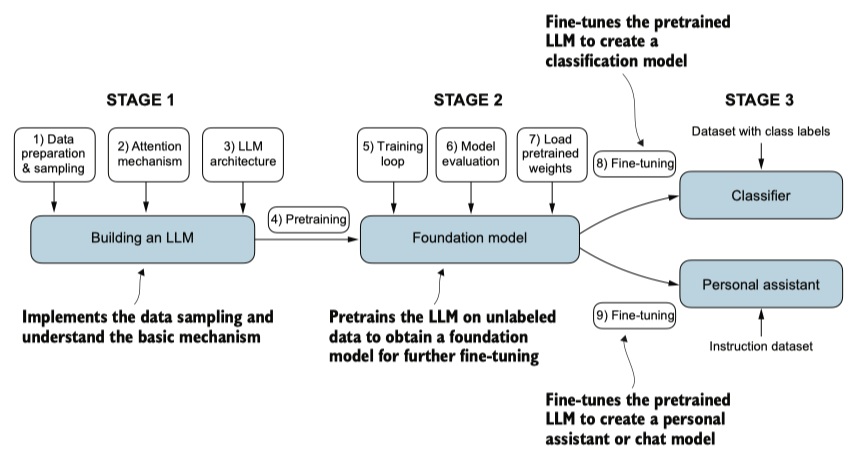 Fine-tunes the pretrained
LLM to create a
classification model
STAGE 1
STAGE 2
STAGE 3
1) Data
preparation
& sampling
2) Attention
mechanism
3) LLM
architecture
5) Training
loop
6) Model
evaluation
7) Load
pretrained
weights
8) Fine-tuning
Dataset with class labels
Classifier
4) Pretraining
Building an LLM
Foundation model
Personal assistant
Implements the data sampling and
understand the basic mechanism
Pretrains the LLM on unlabeled
data to obtain a foundation
model for further fine-tuning
9) Fine-tuning
Instruction dataset
Fine-tunes the pretrained
LLM to create a personal
assistant or chat model